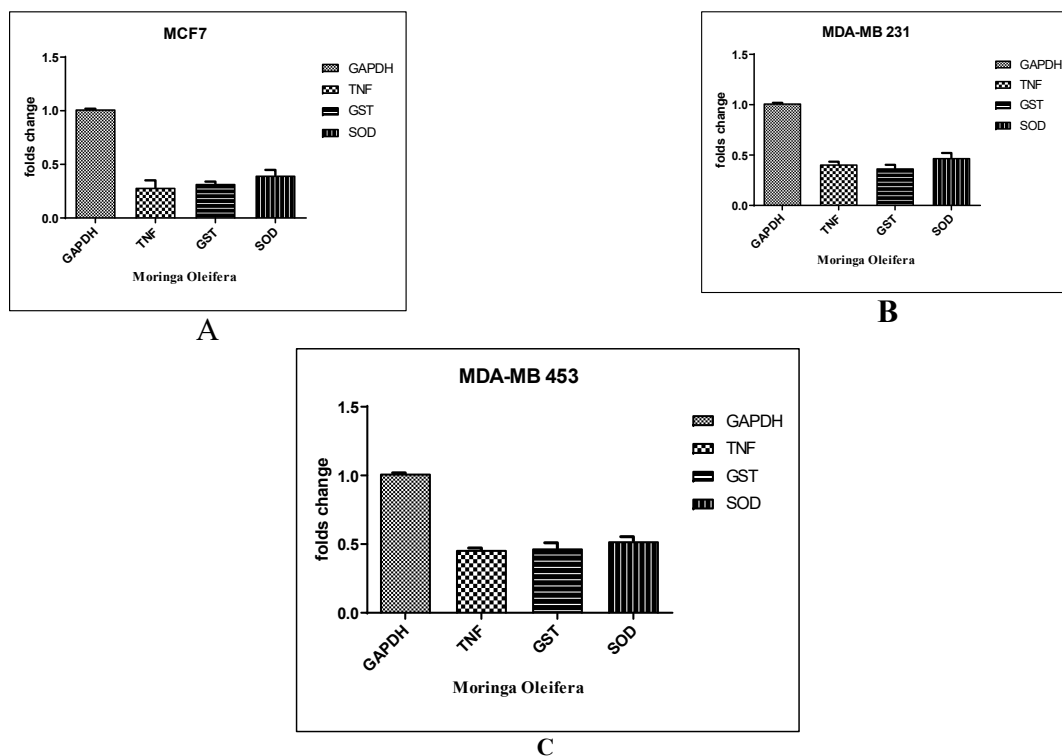 MCF7
1.5
1.0
0.5
0.0
folds change
GAPDH
TNF
GST
SOD
GAPDH
TNF
GST
SOD
Moringa Oleifera
A
MDA-MB 231
1.5
1.0
0.5
0.0
folds change
GAPDH
TNF
GST
SOD
GAPDH
TNF
GST
SOD
Moringa Oleifera
B
MDA-MB 453
1.5
1.0
0.5
0.0
folds change
GAPDH
TNF
GST
SOD
GAPDH
TNF
GST
SOD
Moringa Oleifera
C